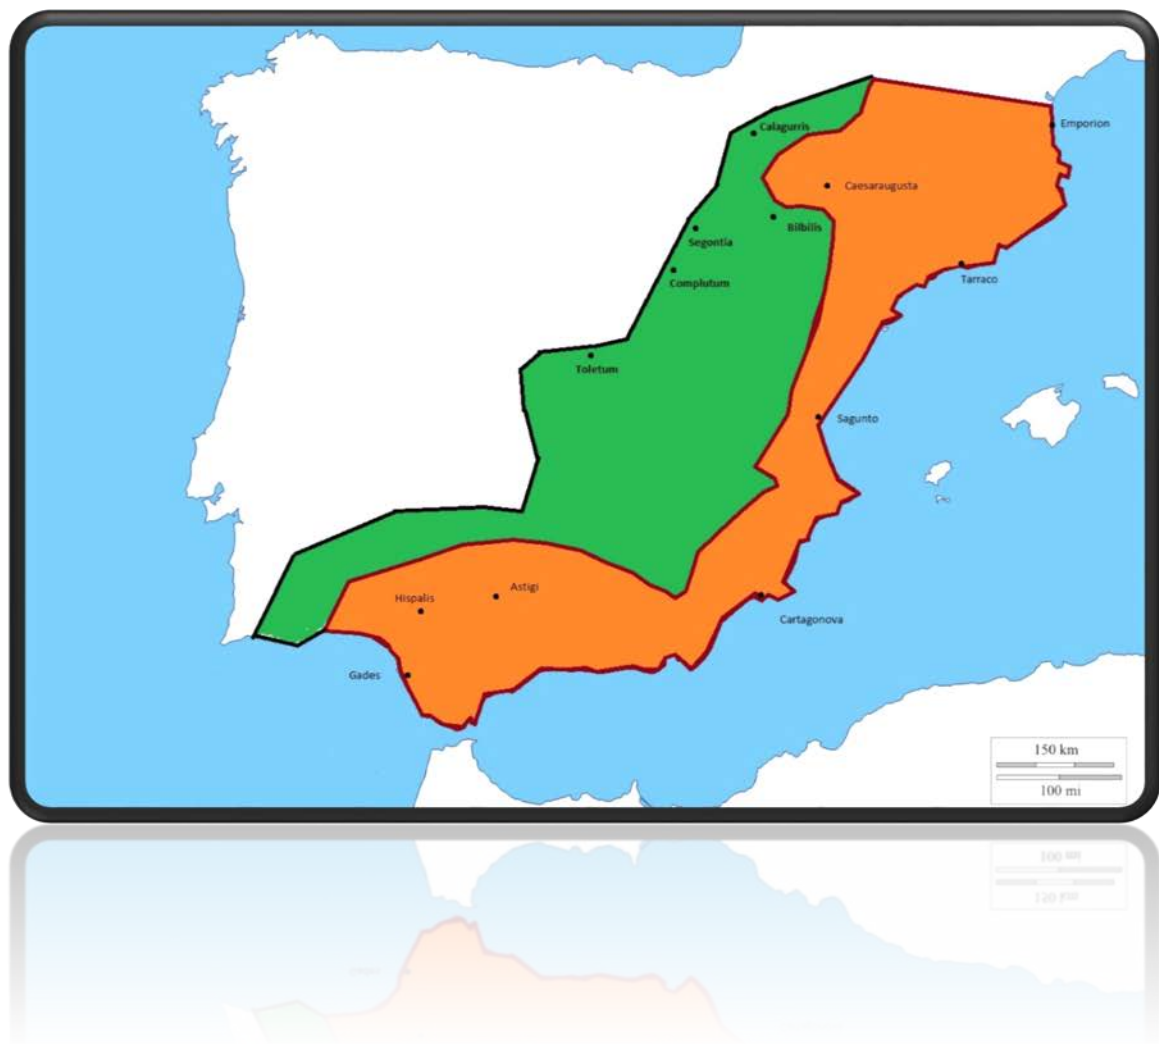 Emporion
Calagurris
Caesaraugusta
Bilbilis
Segontia
Tarraco
Complutum
Toletum
Sagunto
Astigi
Hispalis
Cartagonova
Gades
150 km
100 mi